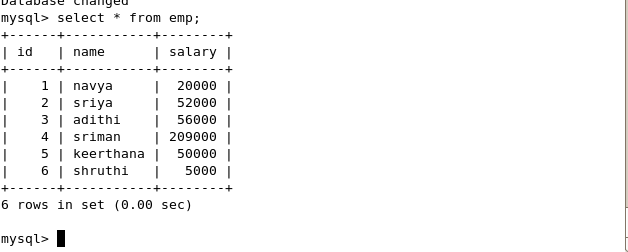 Database changed
mysql> select * from emp;
+------+-----------+--------+
| id   | name      | salary |
+------+-----------+--------+
|    1 | navya     |  20000 |
|    2 | sriya     |  52000 |
|    3 | adithi    |  56000 |
|    4 | sriman    | 209000 |
|    5 | keerthana |  50000 |
|    6 | shruthi   |   5000 |
+------+-----------+--------+
6 rows in set (0.00 sec)
mysql>